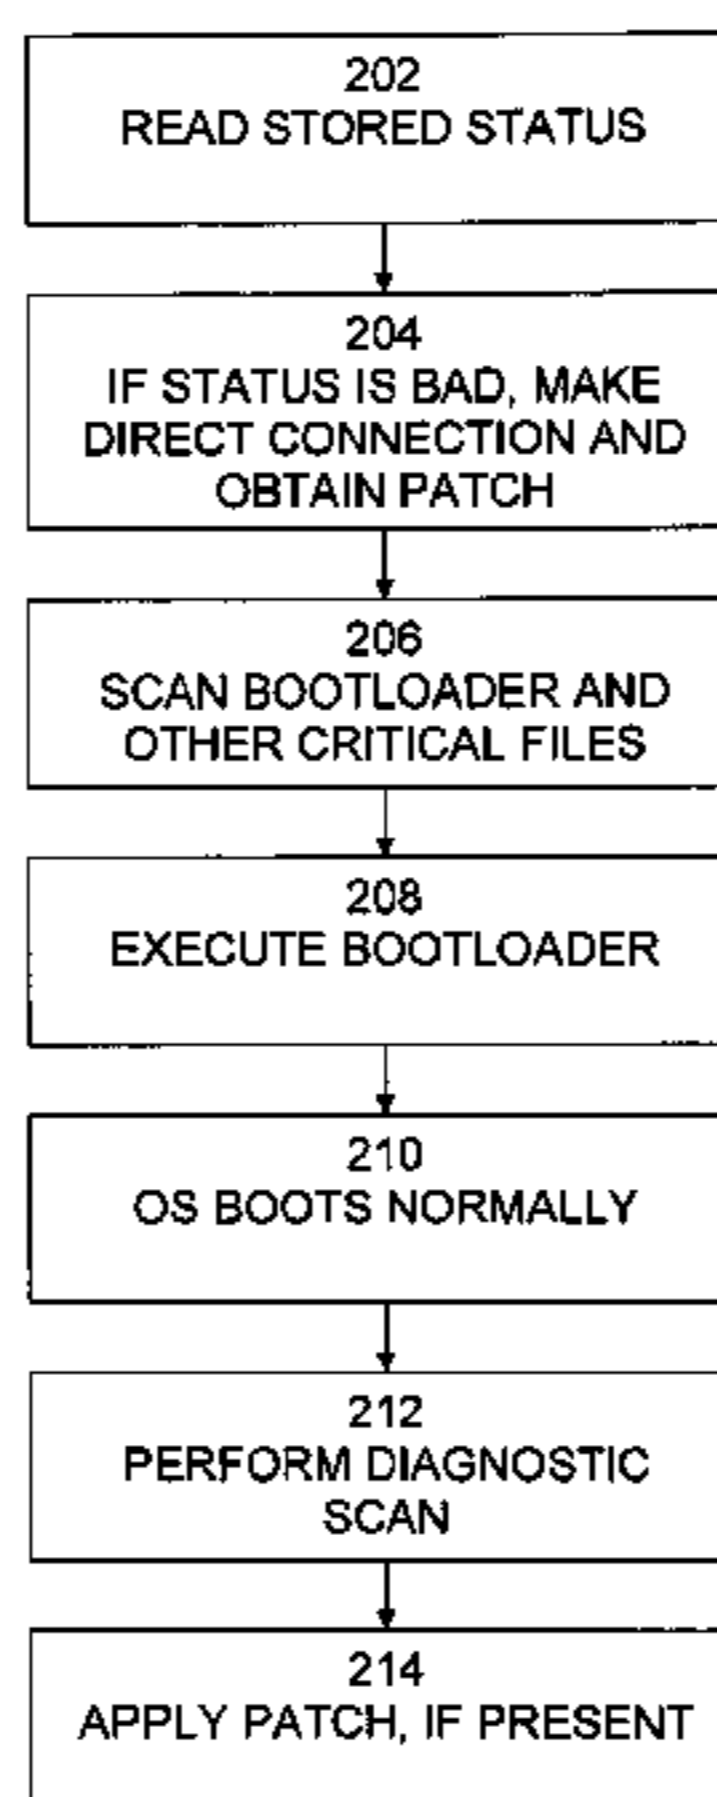 202
READ STORED STATUS
204
IF STATUS IS BAD, MAKE
DIRECT CONNECTION AND
OBTAIN PATCH
206
SCAN BOOTLOADER AND
OTHER CRITICAL FILES
208
EXECUTE BOOTLOADER
210
OS BOOTS NORMALLY
212
PERFORM DIAGNOSTIC
SCAN
214
APPLY PATCH, IF PRESENT